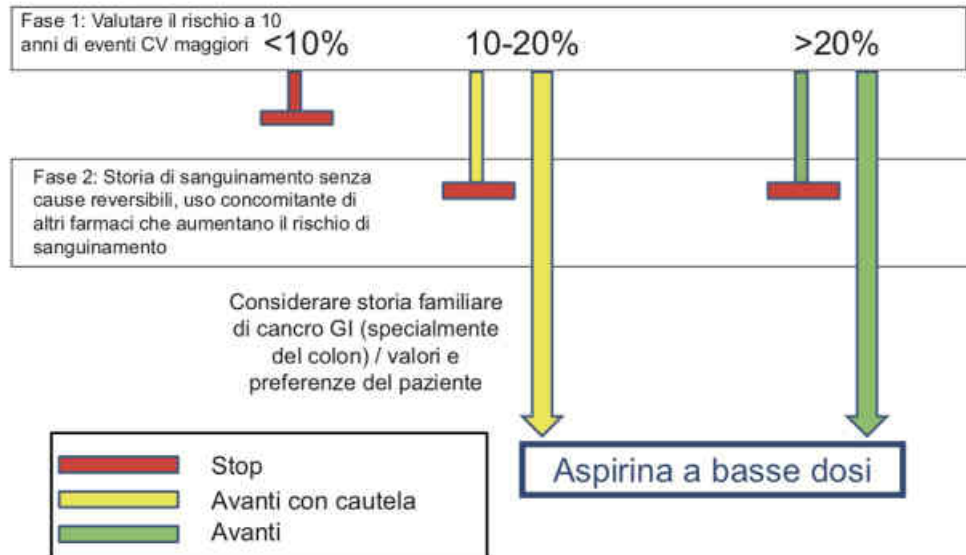 Fase 1: Valutare il rischio a 10
anni di eventi CV maggiori
<10%
10-20%
>20%
Fase 2: Storia di sanguinamento senza
cause reversibili, uso concomitante di
altri farmaci che aumentano il rischio di
sanguinamento
Considerare storia familiare
di cancro GI (specialmente
del colon) / valori e
preferenze del paziente
Aspirina a basse dosi
Stop
Avanti con cautela
Avanti